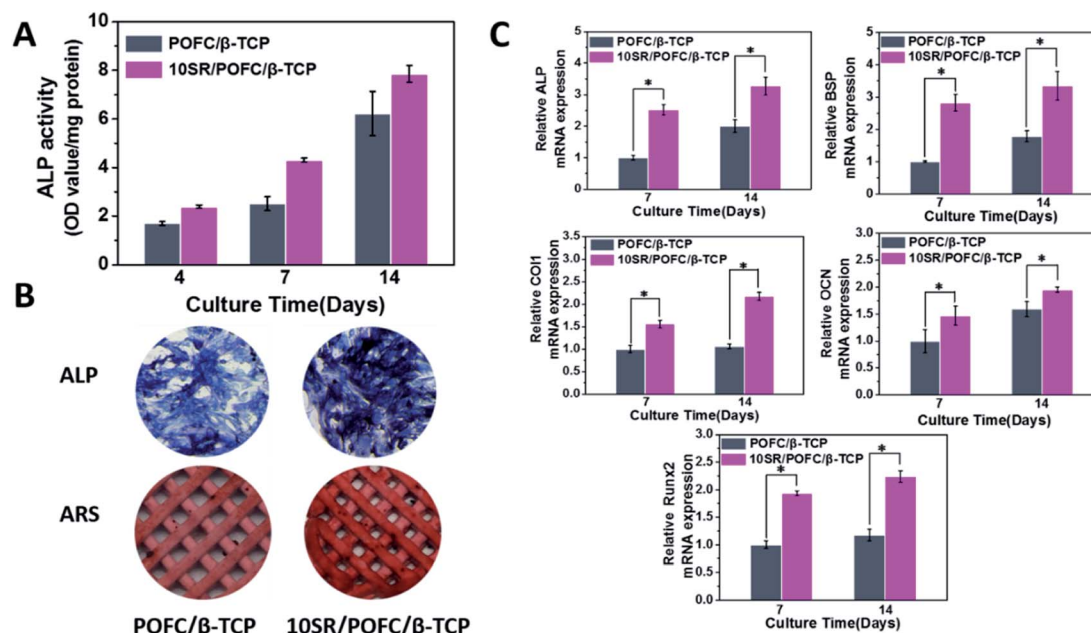 A
ALP activity
(OD value/mg protein)
10
8
6
4
2
0
POFC/β-TCP
10SR/POFC/β-TCP
4 7 14
Culture Time(Days)
B
ALP
ARS
POFC/β-TCP 10SR/POFC/β-TCP
C
Relative ALP
mRNA expression
5
4
3
2
1
0
POFC/β-TCP
10SR/POFC/β-TCP
* *
7 14
Culture Time(Days)
Relative BSP
mRNA expression
5
4
3
2
1
0
POFC/β-TCP
10SR/POFC/β-TCP
* *
7 14
Culture Time(Days)
Relative COl1
mRNA expression
3.0
2.5
2.0
1.5
1.0
0.5
0.0
POFC/β-TCP
10SR/POFC/β-TCP
* *
7 14
Culture Time(Days)
Relative OCN
mRNA expression
3.0
2.5
2.0
1.5
1.0
0.5
0.0
POFC/β-TCP
10SR/POFC/β-TCP
* *
7 14
Culture Time(Days)
Relative Runx2
mRNA expression
3.0
2.5
2.0
1.5
1.0
0.5
0.0
POFC/β-TCP
10SR/POFC/β-TCP
* *
7 14
Culture Time(Days)